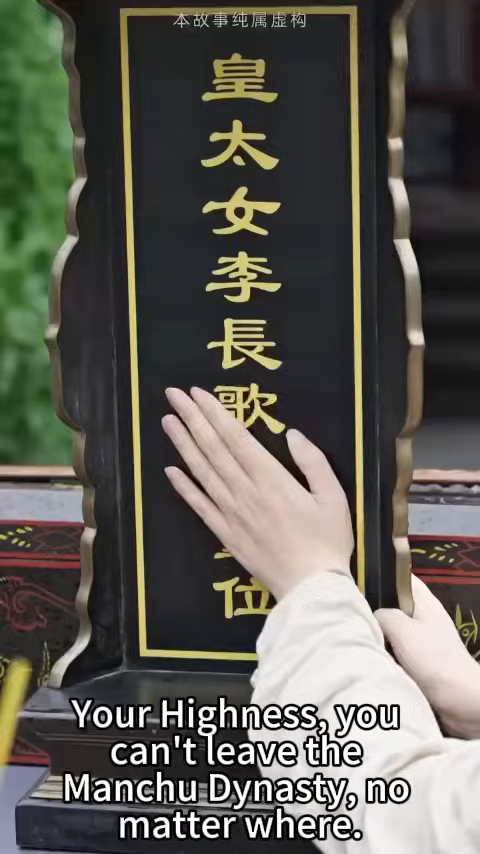 本故事纯属虚构
皇太女李長歌
位
Your Highness, you
can't leave the
Manchu Dynasty, no
matter where.